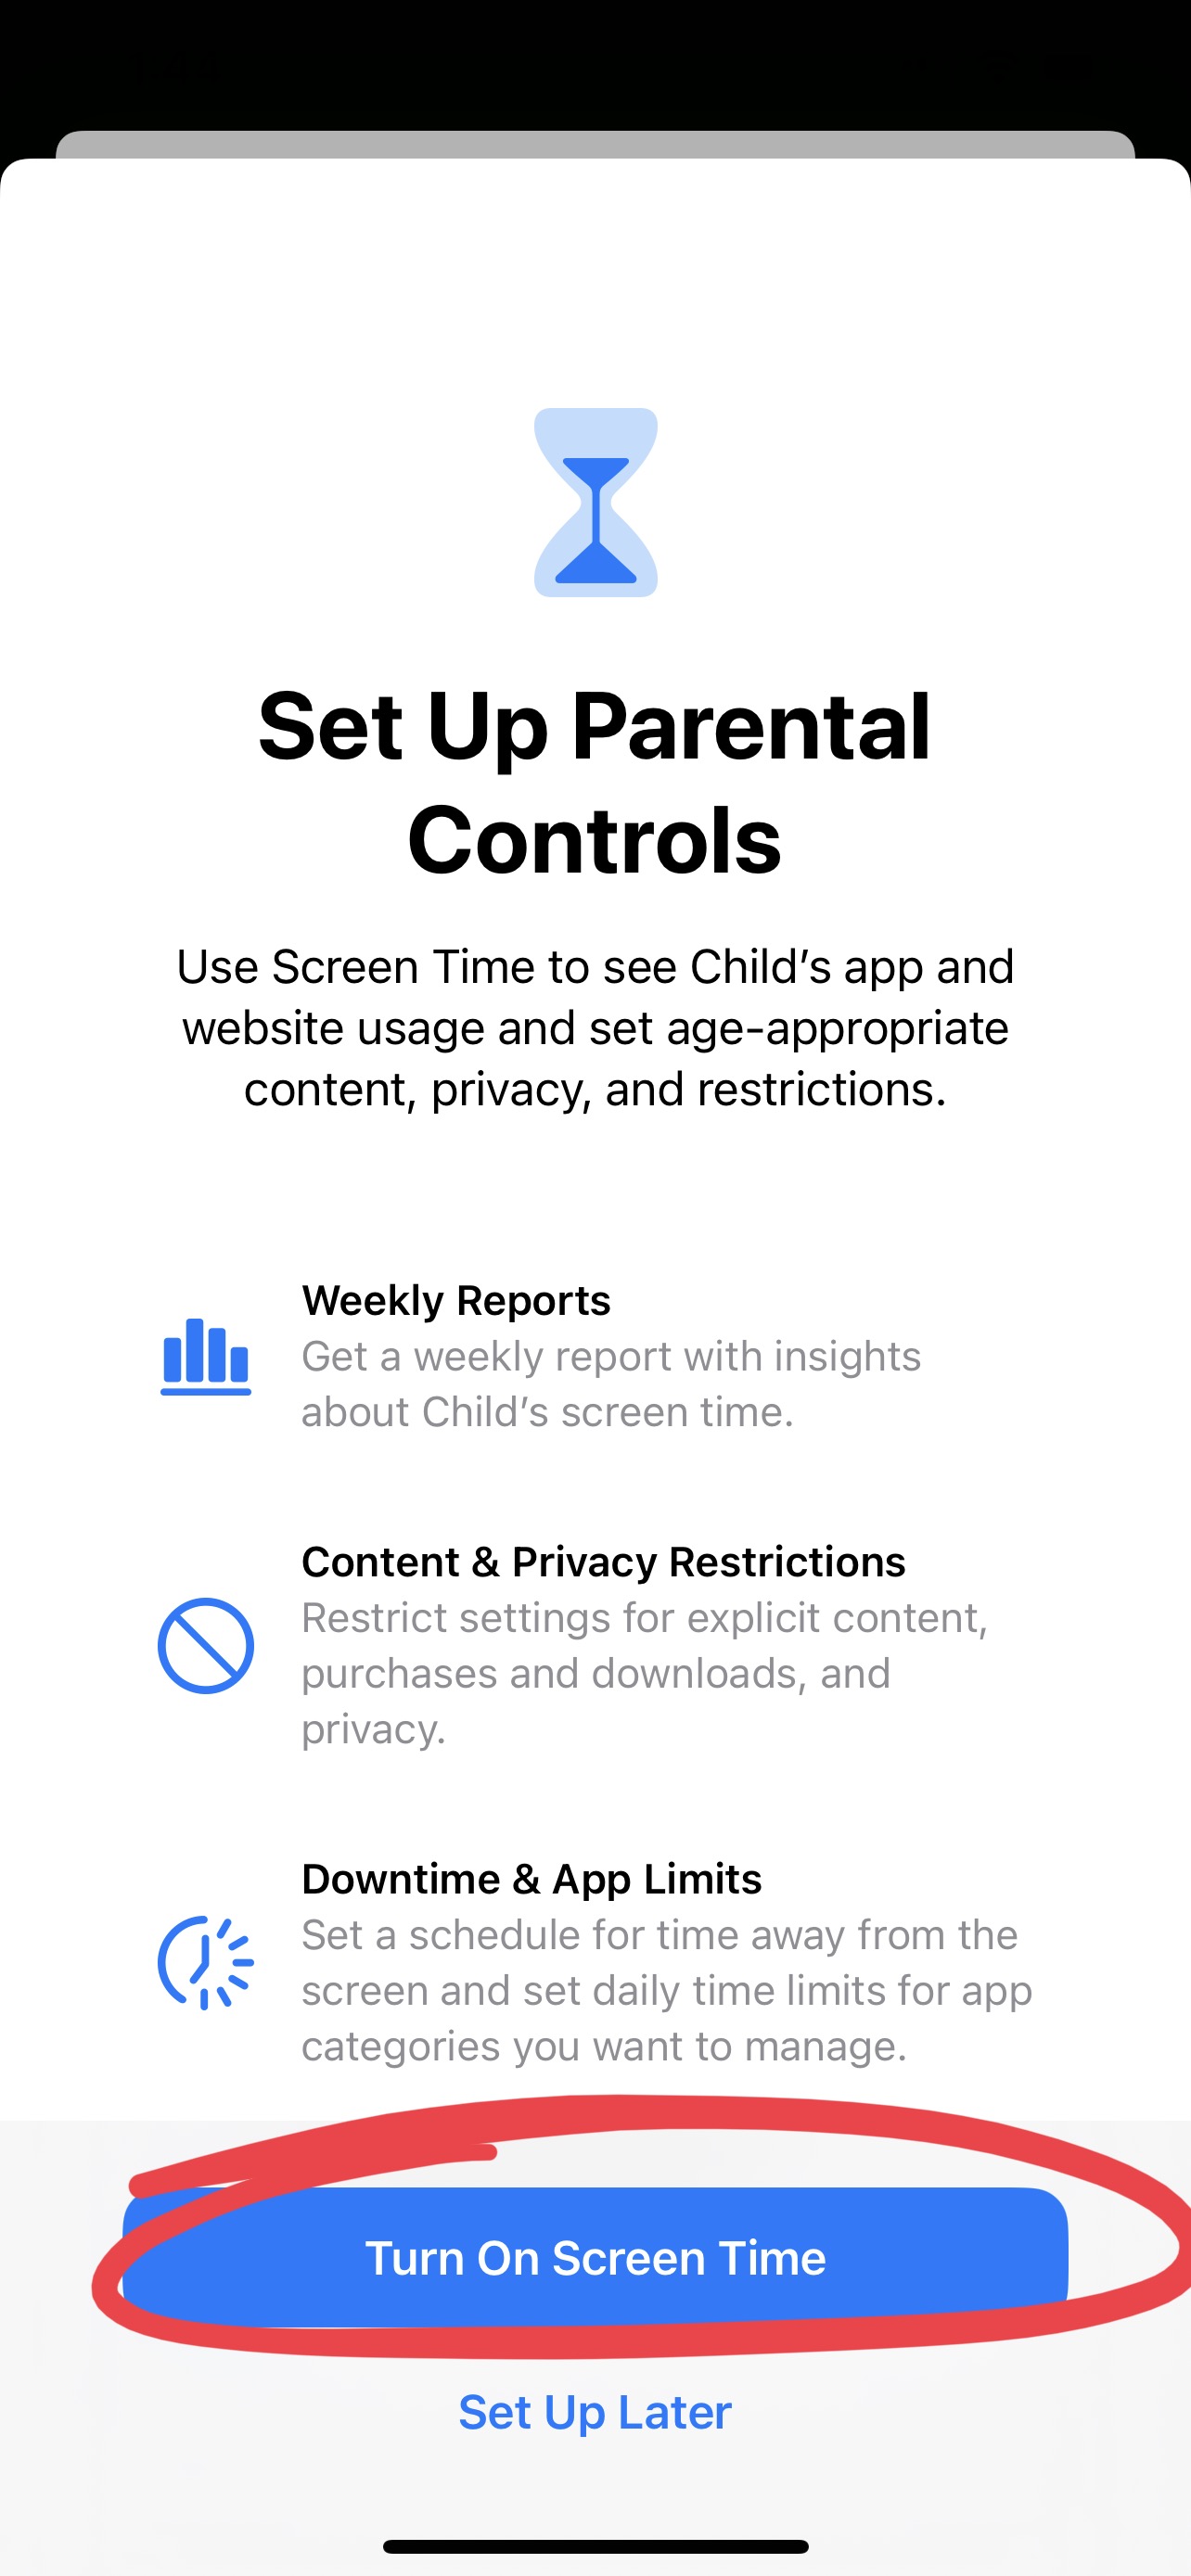 Set Up Parental
Controls
Use Screen Time to see Child’s app and
website usage and set age-appropriate
content, privacy, and restrictions.
Weekly Reports
Get a weekly report with insights
about Child’s screen time.
Content & Privacy Restrictions
Restrict settings for explicit content,
purchases and downloads, and
privacy.
Downtime & App Limits
Set a schedule for time away from the
screen and set daily time limits for app
categories you want to manage.
Turn On Screen Time
Set Up Later